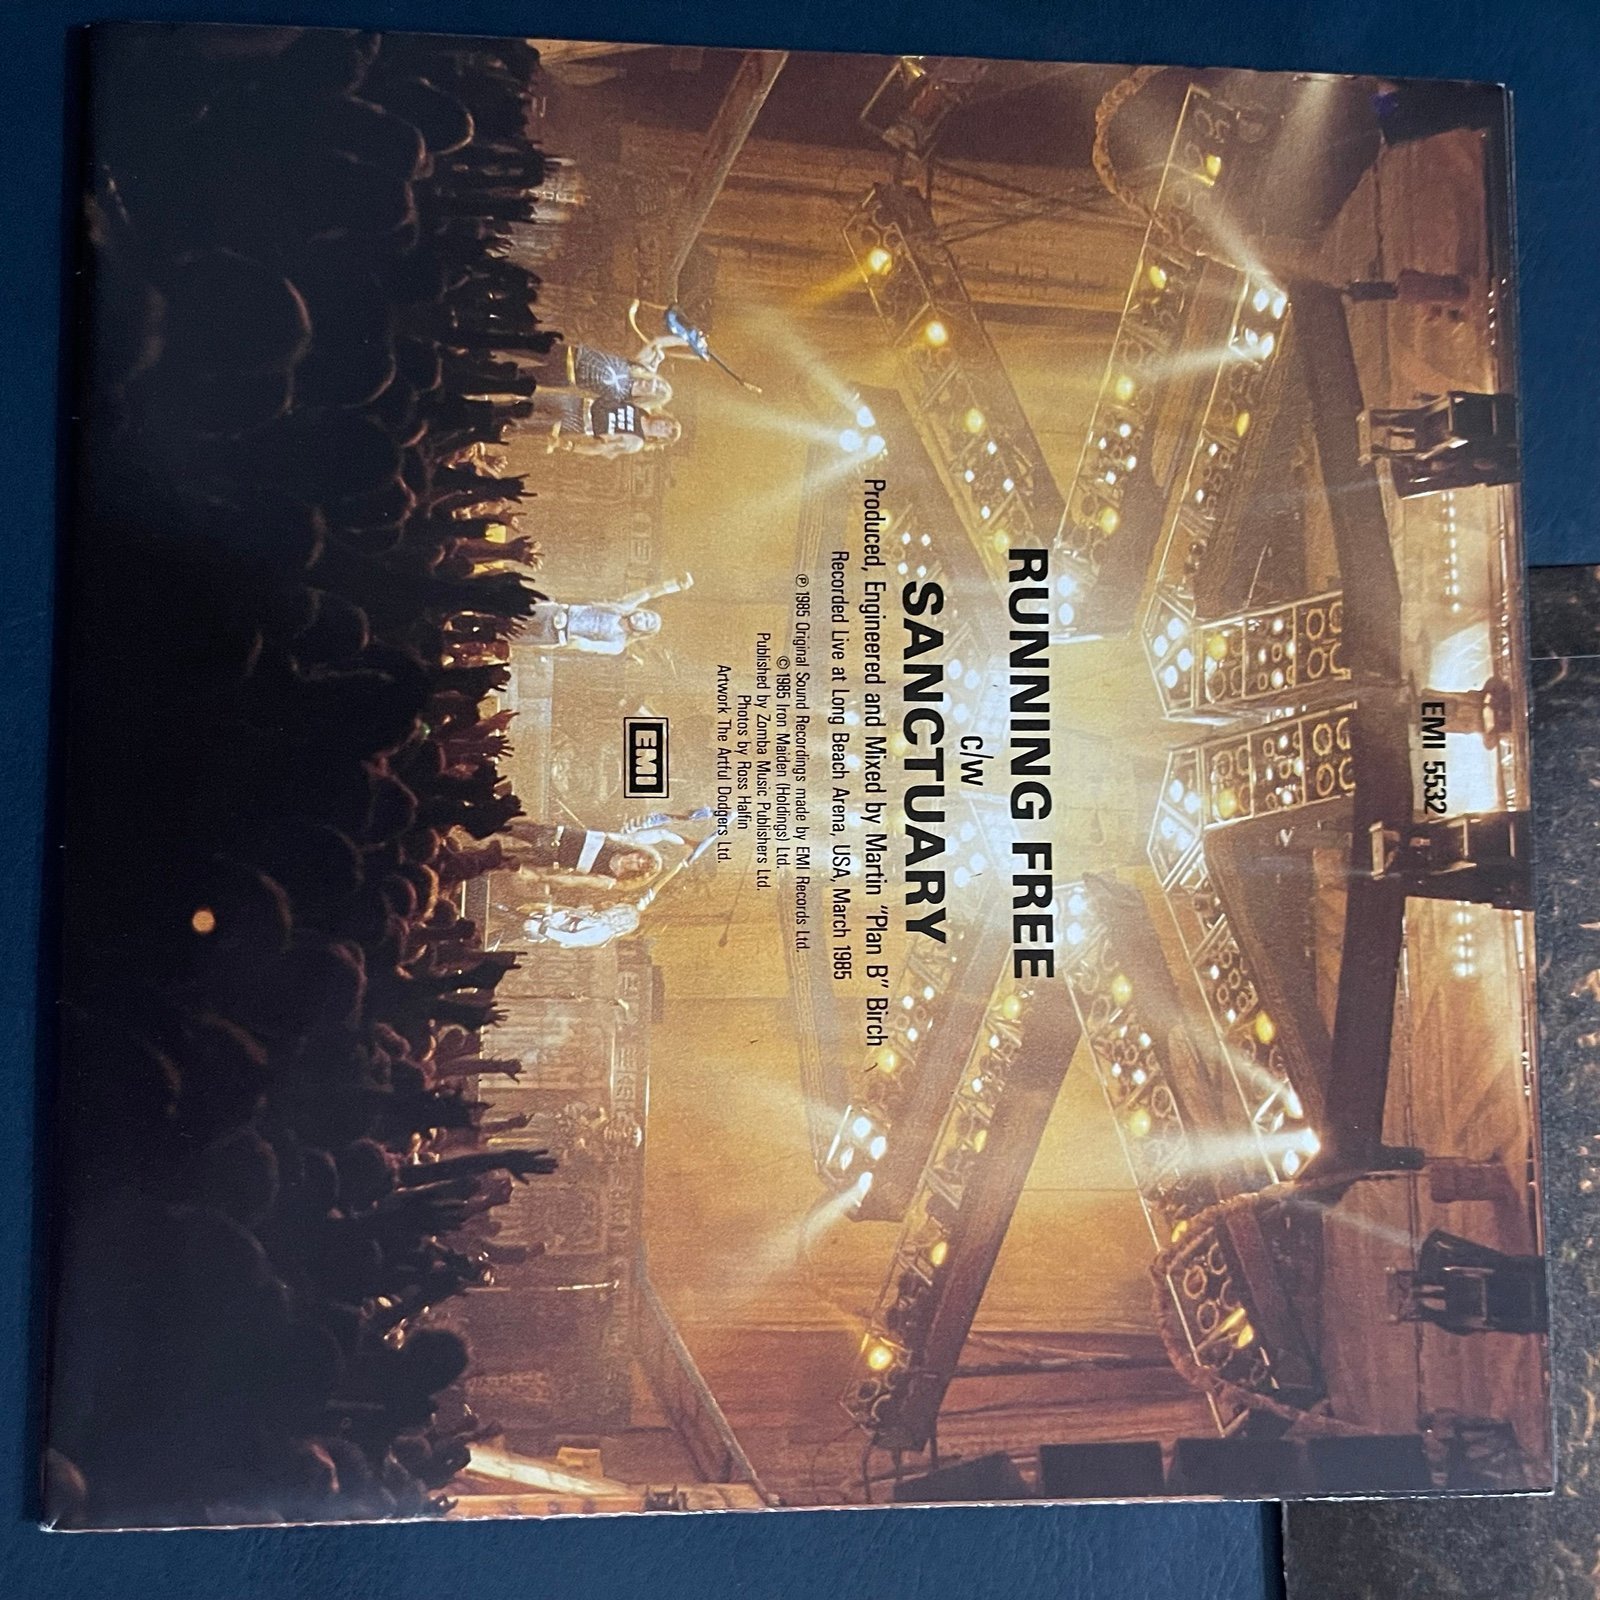 EMI 5532
RUNNING FREE
c/w
SANCTUARY
Produced, Engineered and Mixed by Martin "Plan B" Birch
Recorded Live at Long Beach Arena, USA, March 1985
℗ 1985 Original Sound Recordings made by EMI Records Ltd.
© 1985 Iron Maiden (Holdings) Ltd.
Published by Zomba Music Publishers Ltd.
Photos by Ross Halfin
Artwork The Artful Dodgers Ltd.
EMI